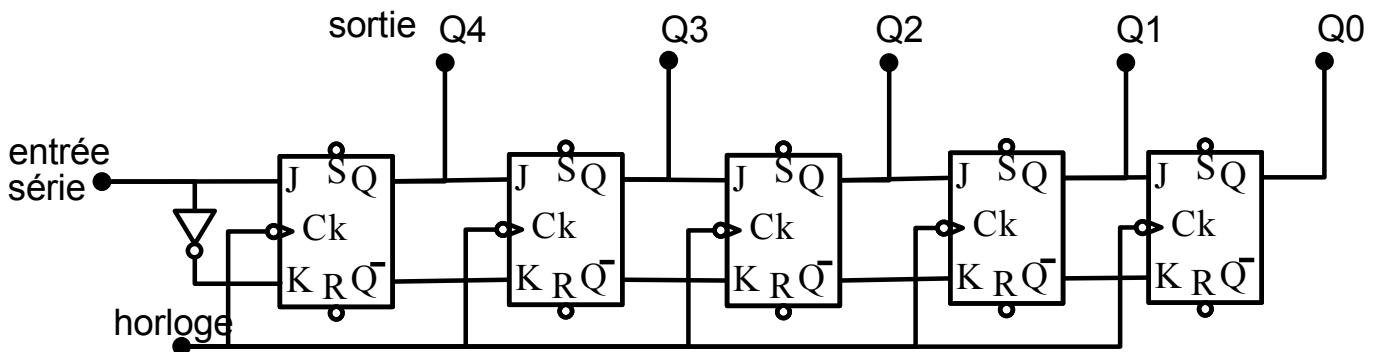 sortie Q4 Q3 Q2 Q1 Q0
entrée
série
J S Q J S Q J S Q J S Q J S Q
Ck Ck Ck Ck Ck
K R Q̅ K R Q̅ K R Q̅ K R Q̅ K R Q̅
horloge